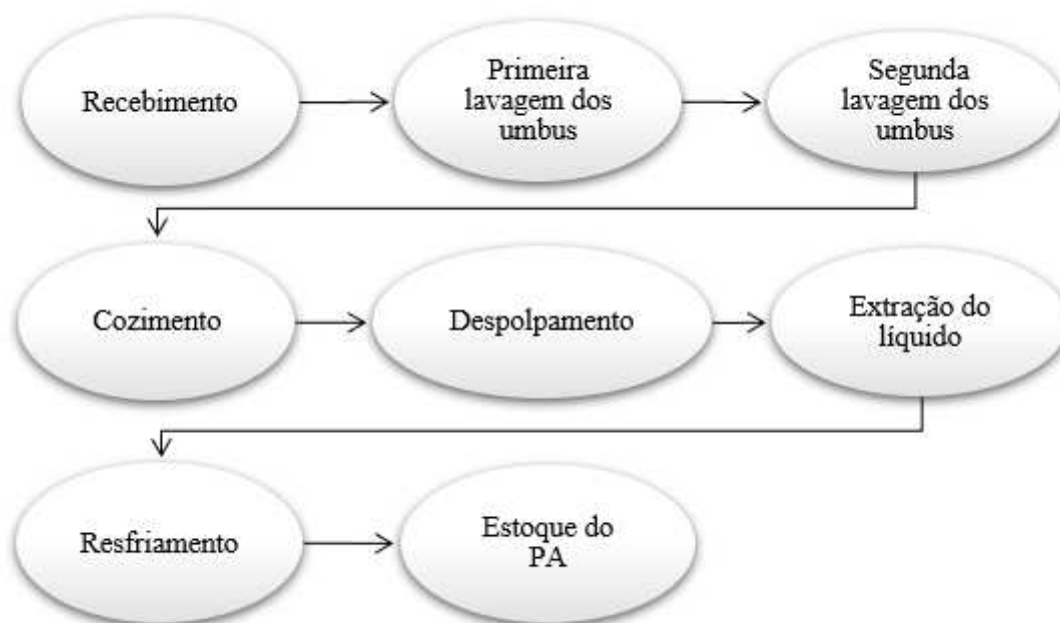 Recebimento
Primeira
lavagem dos
umbus
Segunda
lavagem dos
umbus
Cozimento
Despolpamento
Extração do
líquido
Resfriamento
Estoque do
PA